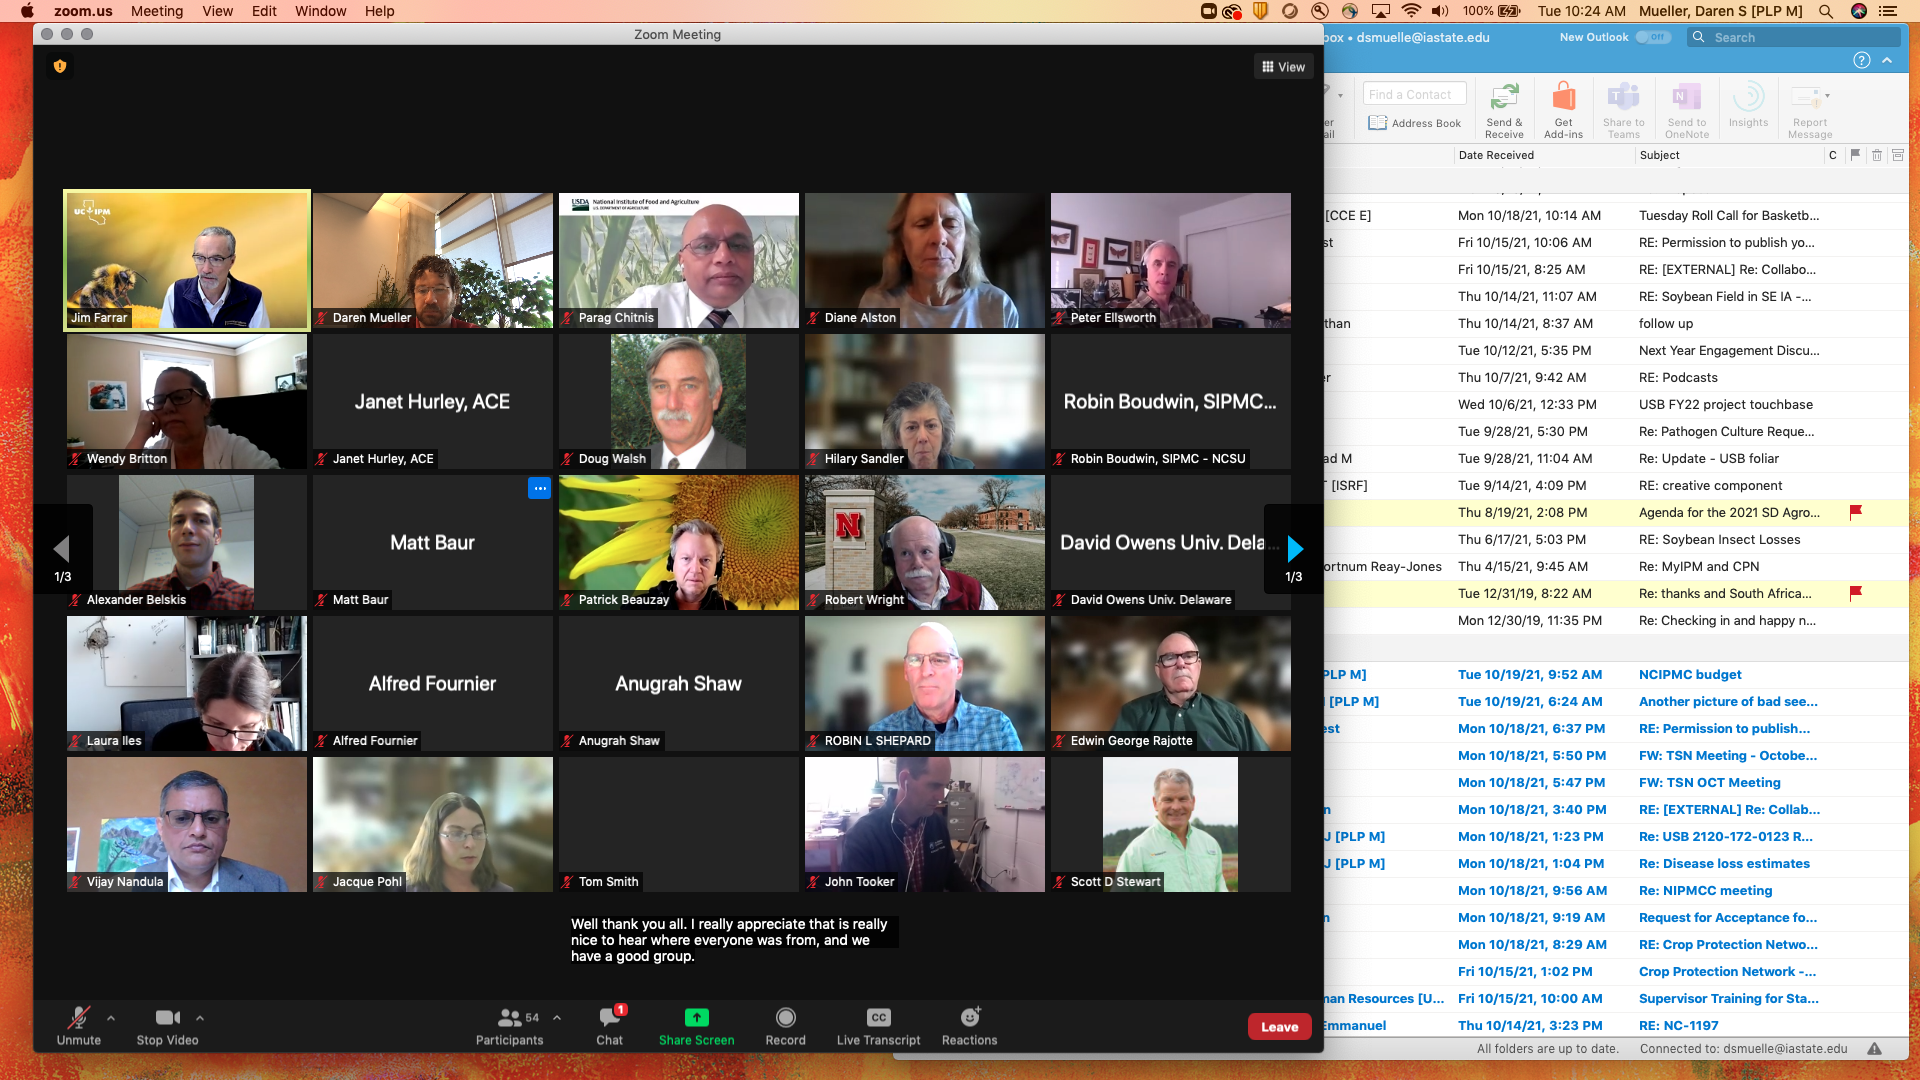 zoom.us Meeting View Edit Window Help
100% Tue 10:24 AM Mueller, Daren S [PLP M]
Zoom Meeting
View
UC IPM
Jim Farrar
Daren Mueller
USDA National Institute of Food and Agriculture
U.S. DEPARTMENT OF AGRICULTURE
Parag Chitnis
Diane Alston
Peter Ellsworth
Wendy Britton
Janet Hurley, ACE
Janet Hurley, ACE
Doug Walsh
Hilary Sandler
Robin Boudwin, SIPMC...
Robin Boudwin, SIPMC - NCSU
1/3
Alexander Belskis
Matt Baur
Matt Baur
Patrick Beauzay
N
Robert Wright
David Owens Univ. Dela...
David Owens Univ. Delaware
1/3
Laura Iles
Alfred Fournier
Alfred Fournier
Anugrah Shaw
Anugrah Shaw
ROBIN L SHEPARD
Edwin George Rajotte
Vijay Nandula
Jacque Pohl
Tom Smith
John Tooker
Scott D Stewart
Well thank you all. I really appreciate that is really
nice to hear where everyone was from, and we
have a good group.
Unmute
Stop Video
54
Participants
1
Chat
Share Screen
Record
CC
Live Transcript
Reactions
Leave
box • dsmuelle@iastate.edu
New Outlook Off
Search
Find a Contact
Address Book
Send &
Receive
Get
Add-ins
Share to
Teams
Send to
OneNote
Insights
Report
Message
Date Received Subject C
[CCE E] Mon 10/18/21, 10:14 AM Tuesday Roll Call for Basketb...
st Fri 10/15/21, 10:06 AM RE: Permission to publish yo...
Fri 10/15/21, 8:25 AM RE: [EXTERNAL] Re: Collabo...
Thu 10/14/21, 11:07 AM RE: Soybean Field in SE IA -...
than Thu 10/14/21, 8:37 AM follow up
Tue 10/12/21, 5:35 PM Next Year Engagement Discu...
er Thu 10/7/21, 9:42 AM RE: Podcasts
Wed 10/6/21, 12:33 PM USB FY22 project touchbase
Tue 9/28/21, 5:30 PM Re: Pathogen Culture Reque...
ad M Tue 9/28/21, 11:04 AM Re: Update - USB foliar
T [ISRF] Tue 9/14/21, 4:09 PM RE: creative component
Thu 8/19/21, 2:08 PM Agenda for the 2021 SD Agro...
Thu 6/17/21, 5:03 PM RE: Soybean Insect Losses
ortnum Reay-Jones Thu 4/15/21, 9:45 AM Re: MyIPM and CPN
Tue 12/31/19, 8:22 AM Re: thanks and South Africa...
Mon 12/30/19, 11:35 PM Re: Checking in and happy n...
PLP M] Tue 10/19/21, 9:52 AM NCIPMC budget
[PLP M] Tue 10/19/21, 6:24 AM Another picture of bad see...
est Mon 10/18/21, 6:37 PM RE: Permission to publish...
Mon 10/18/21, 5:50 PM FW: TSN Meeting - Octobe...
Mon 10/18/21, 5:47 PM FW: TSN OCT Meeting
n Mon 10/18/21, 3:40 PM RE: [EXTERNAL] Re: Collab...
J [PLP M] Mon 10/18/21, 1:23 PM Re: USB 2120-172-0123 R...
J [PLP M] Mon 10/18/21, 1:04 PM Re: Disease loss estimates
Mon 10/18/21, 9:56 AM Re: NIPMCC meeting
n Mon 10/18/21, 9:19 AM Request for Acceptance fo...
Mon 10/18/21, 8:29 AM RE: Crop Protection Netwo...
Fri 10/15/21, 1:02 PM Crop Protection Network -...
man Resources [U... Fri 10/15/21, 10:00 AM Supervisor Training for Sta...
Emmanuel Thu 10/14/21, 3:23 PM RE: NC-1197
All folders are up to date. Connected to: dsmuelle@iastate.edu